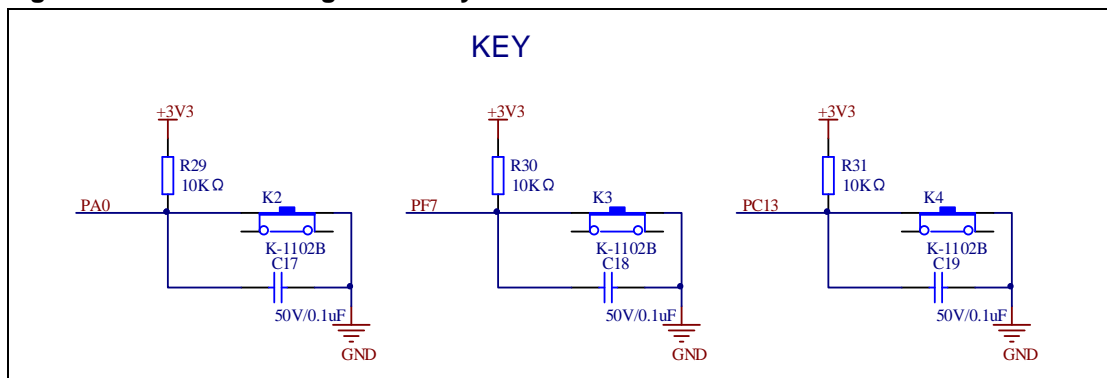 KEY
+3V3
R29
10KΩ
PA0
K2
K-1102B
C17
50V/0.1uF
GND
+3V3
R30
10KΩ
PF7
K3
K-1102B
C18
50V/0.1uF
GND
+3V3
R31
10KΩ
PC13
K4
K-1102B
C19
50V/0.1uF
GND